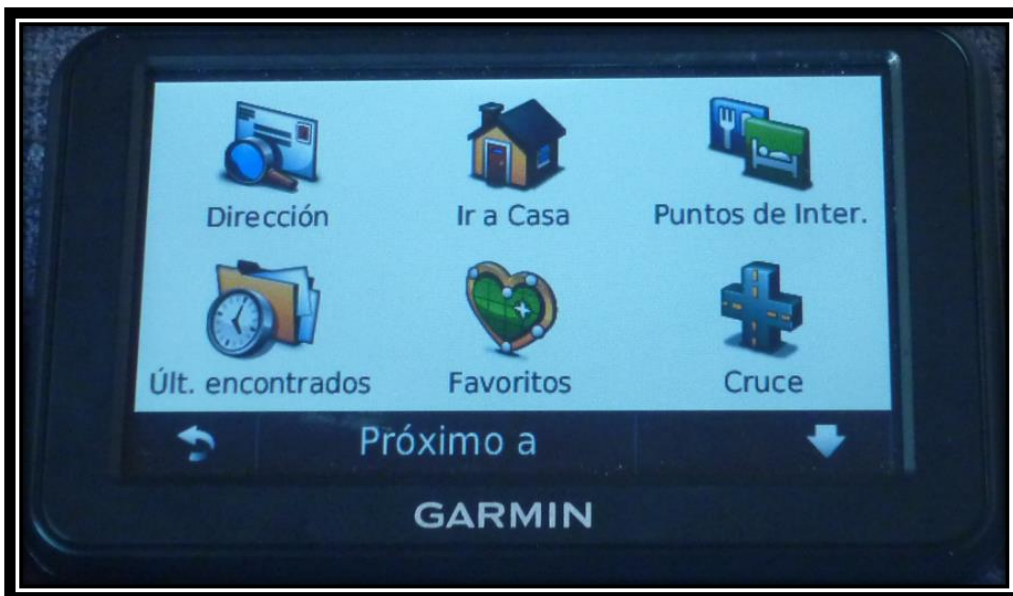 Dirección
Ir a Casa
Puntos de Inter.
Últ. encontrados
Favoritos
Cruce
Próximo a
GARMIN